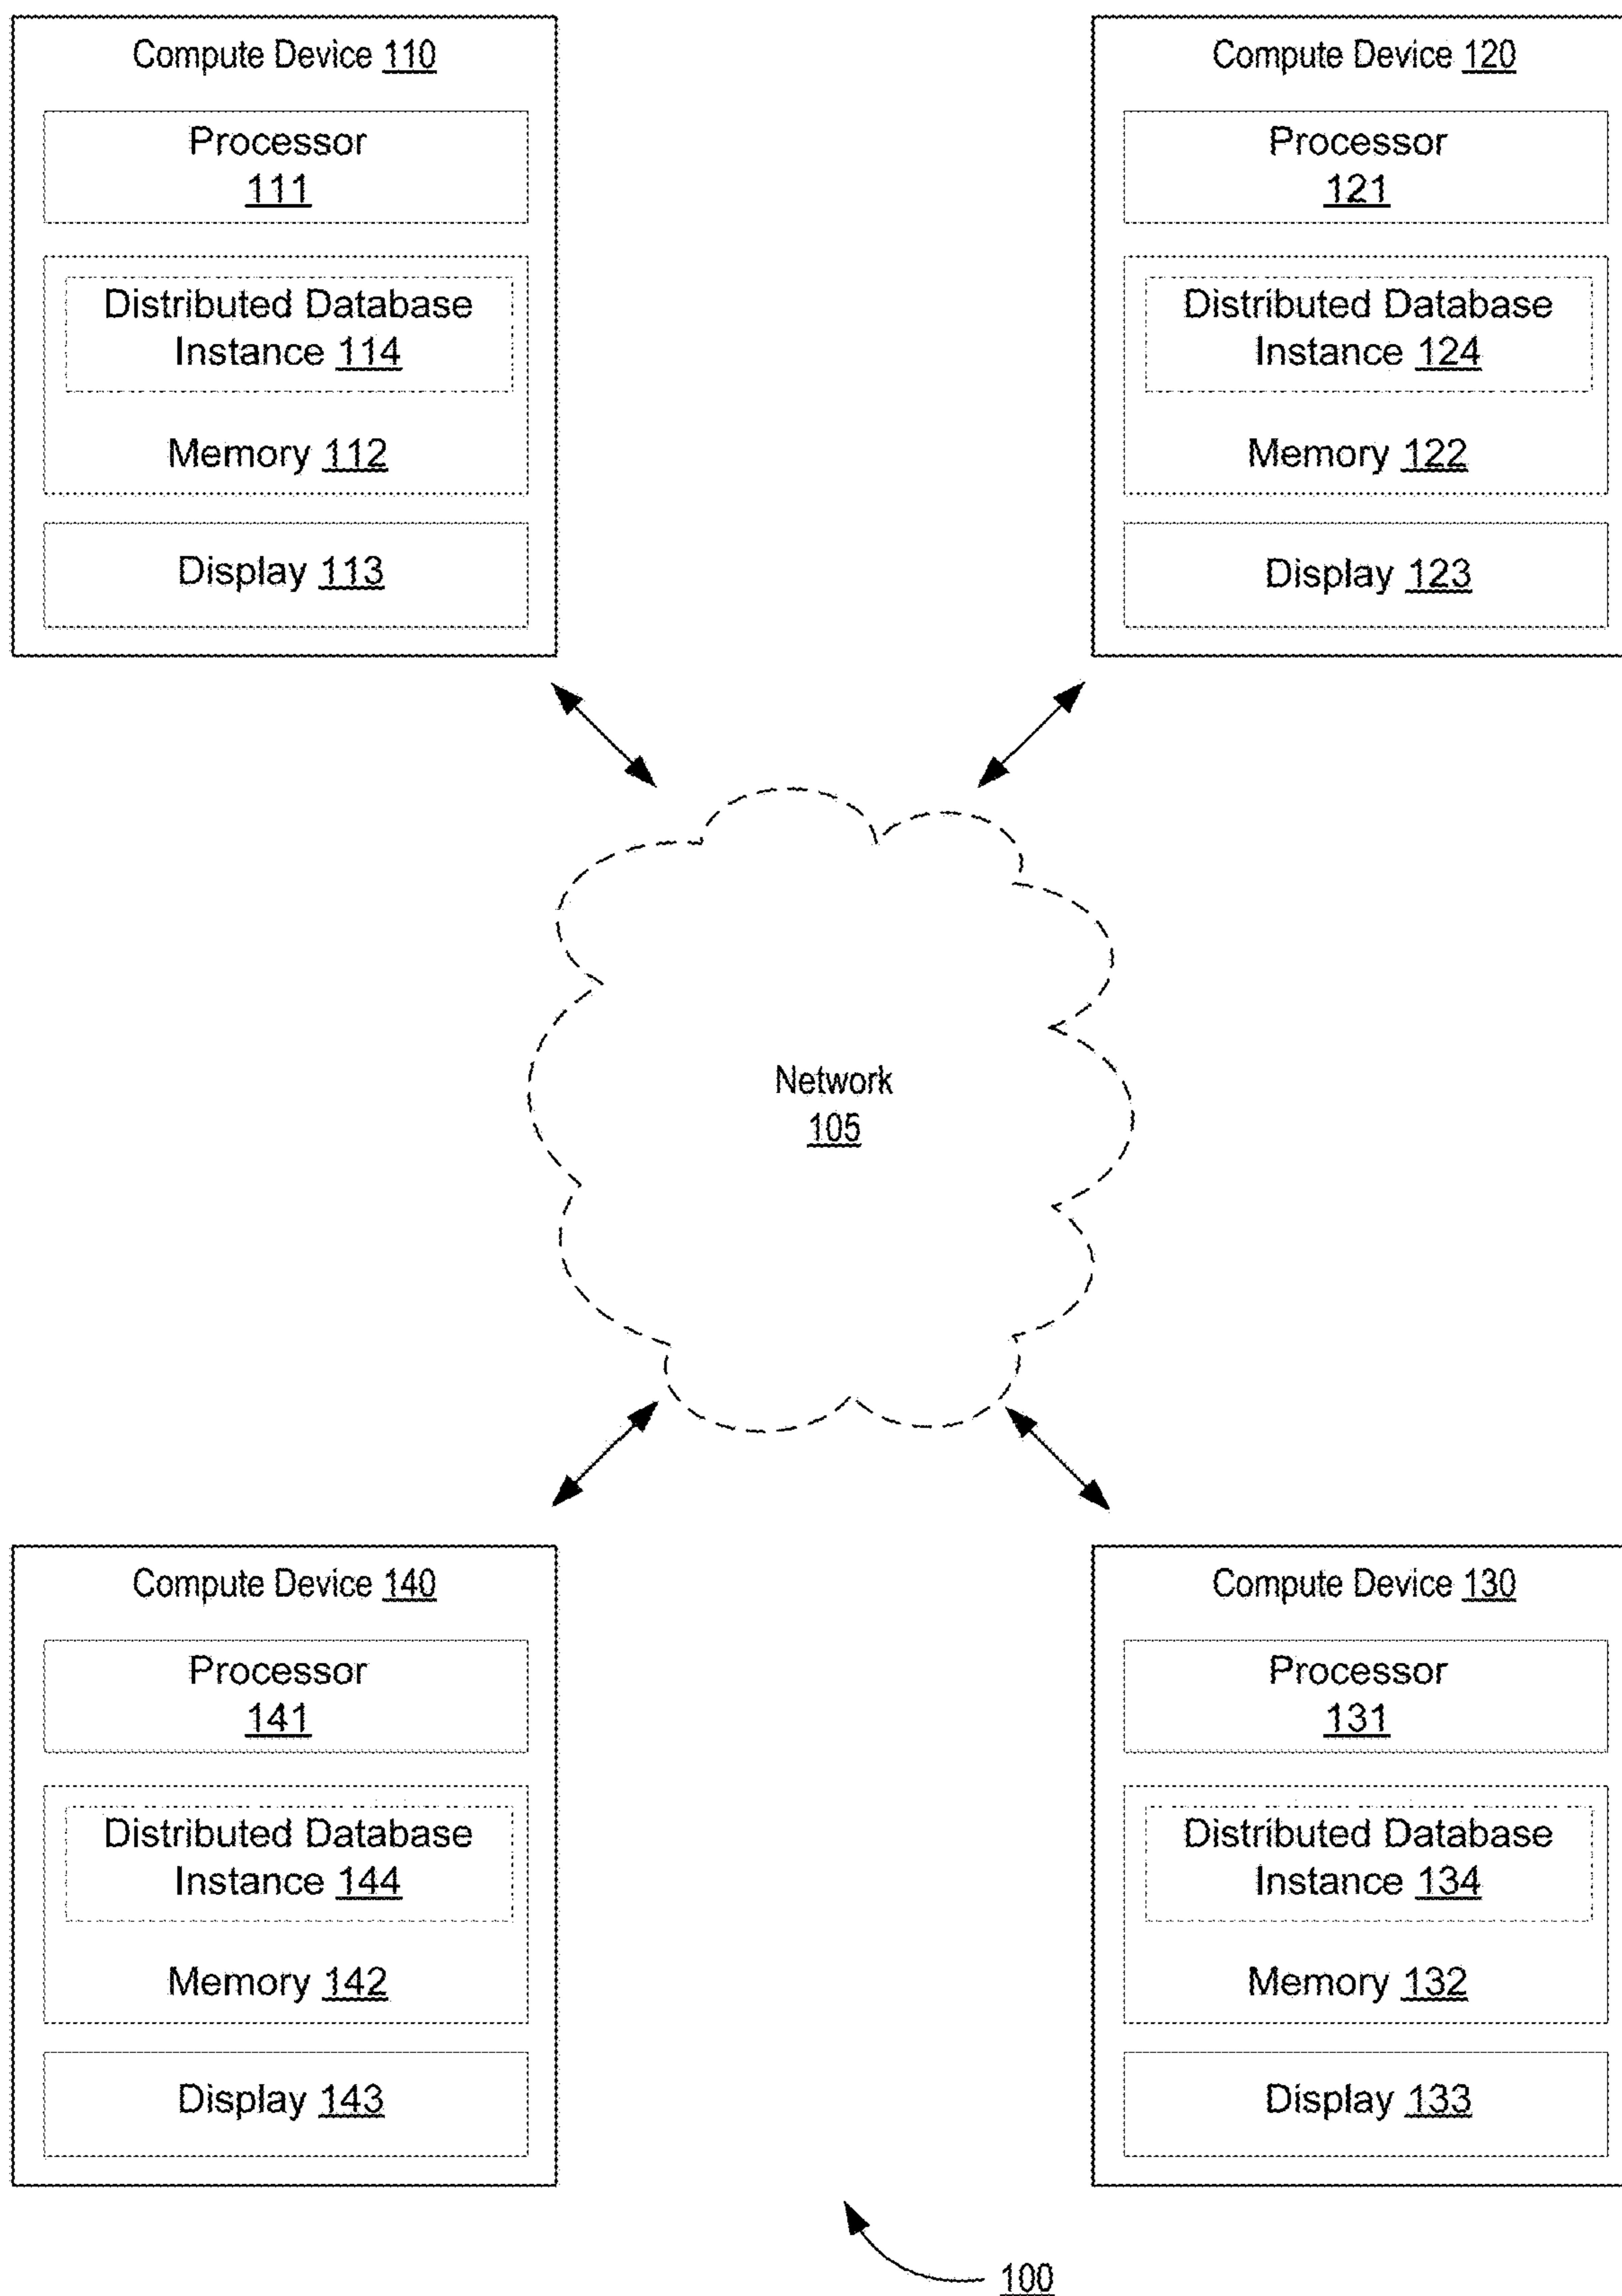 Compute Device 110
Processor
111
Distributed Database
Instance 114
Memory 112
Display 113
Compute Device 120
Processor
121
Distributed Database
Instance 124
Memory 122
Display 123
Network
105
Compute Device 140
Processor
141
Distributed Database
Instance 144
Memory 142
Display 143
Compute Device 130
Processor
131
Distributed Database
Instance 134
Memory 132
Display 133
100